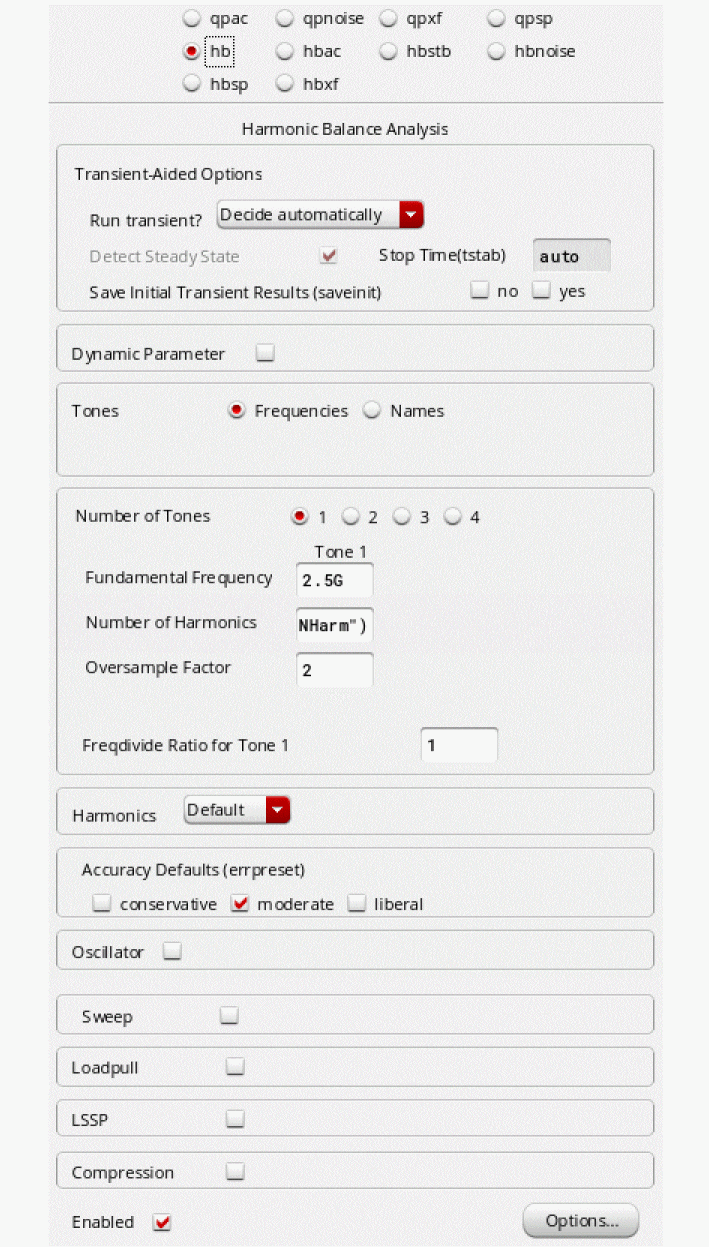 qpac qpnoise qpxf qpsp
hb hbac hbstb hbnoise
hbsp hbxf
Harmonic Balance Analysis
Transient-Aided Options
Run transient? Decide automatically
Detect Steady State Stop Time(tstab) auto
Save Initial Transient Results (saveinit) no yes
Dynamic Parameter
Tones Frequencies Names
Number of Tones 1 2 3 4
Tone 1
Fundamental Frequency 2.5G
Number of Harmonics NHarm")
Oversample Factor 2
Freqdivide Ratio for Tone 1 1
Harmonics Default
Accuracy Defaults (errpreset)
conservative moderate liberal
Oscillator
Sweep
Loadpull
LSSP
Compression
Enabled Options...